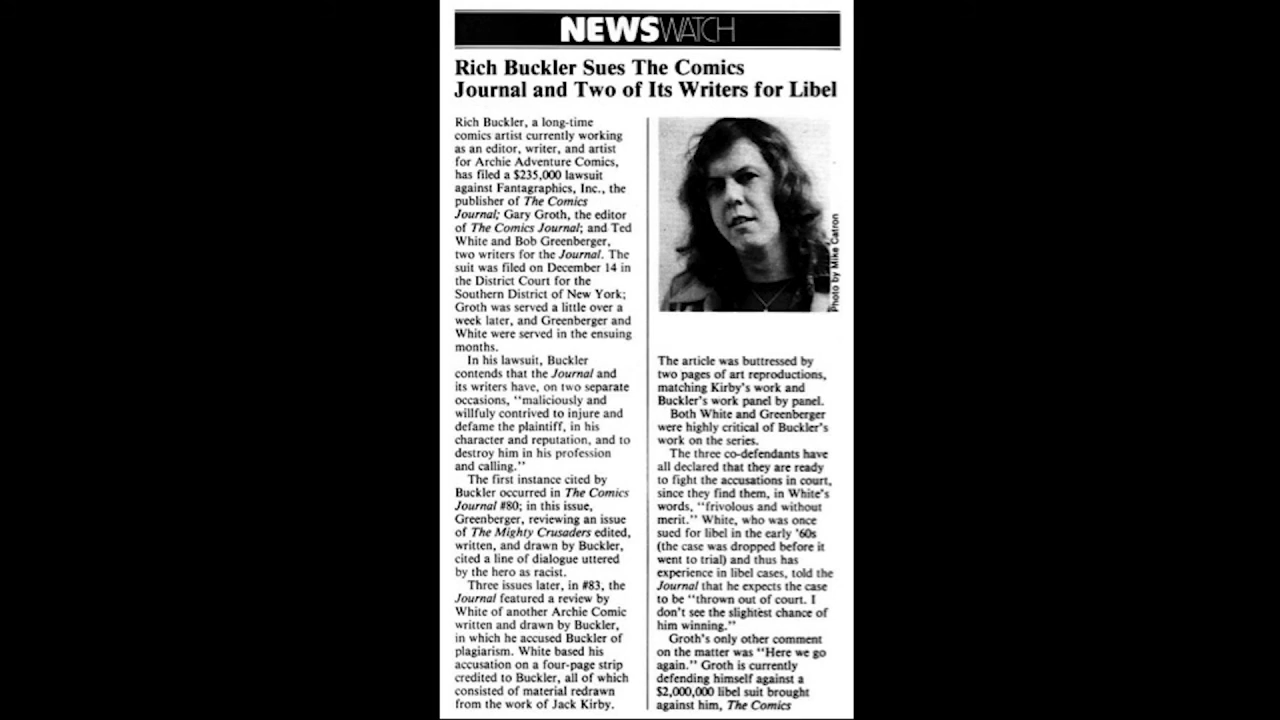 NEWSWATCH
Rich Buckler Sues The Comics
Journal and Two of Its Writers for Libel
Rich Buckler, a long-time
comics artist currently working
as an editor, writer, and artist
for Archie Adventure Comics,
has filed a $235,000 lawsuit
against Fantagraphics, Inc., the
publisher of The Comics
Journal; Gary Groth, the editor
of The Comics Journal; and Ted
White and Bob Greenberger,
two writers for the Journal. The
suit was filed on December 14 in
the District Court for the
Southern District of New York;
Groth was served a little over a
week later, and Greenberger and
White were served in the ensuing
months.
In his lawsuit, Buckler
contends that the Journal and
its writers have, on two separate
occasions, "maliciously and
willfuly contrived to injure and
defame the plaintiff, in his
character and reputation, and to
destroy him in his profession
and calling."
The first instance cited by
Buckler occurred in The Comics
Journal #80; in this issue,
Greenberger, reviewing an issue
of The Mighty Crusaders edited,
written, and drawn by Buckler,
cited a line of dialogue uttered
by the hero as racist.
Three issues later, in #83, the
Journal featured a review by
White of another Archie Comic
written and drawn by Buckler,
in which he accused Buckler of
plagiarism. White based his
accusation on a four-page strip
credited to Buckler, all of which
consisted of material redrawn
from the work of Jack Kirby.
Photo by Mike Catron
The article was buttressed by
two pages of art reproductions,
matching Kirby's work and
Buckler's work panel by panel.
Both White and Greenberger
were highly critical of Buckler's
work on the series.
The three co-defendants have
all declared that they are ready
to fight the accusations in court,
since they find them, in White's
words, "frivolous and without
merit." White, who was once
sued for libel in the early '60s
(the case was dropped before it
went to trial) and thus has
experience in libel cases, told the
Journal that he expects the case
to be "thrown out of court. I
don't see the slightest chance of
him winning."
Groth's only other comment
on the matter was "Here we go
again." Groth is currently
defending himself against a
$2,000,000 libel suit brought
against him, The Comics